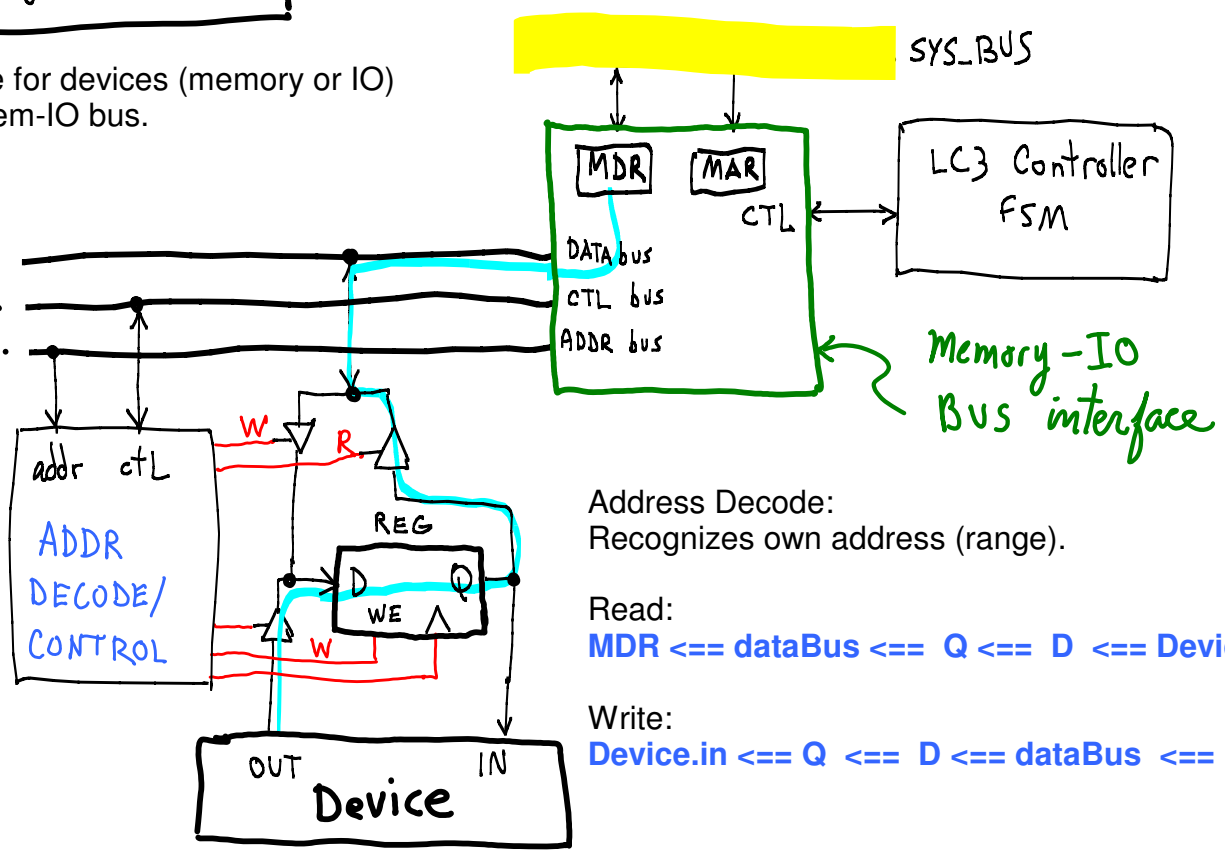 SYS_BUS
e for devices (memory or IO)
em-IO bus.
MDR
MAR
CTL
LC3 Controller
FSM
DATA bus
CTL bus
ADDR bus
Memory-IO
Bus interface
W
R
addr ctL
ADDR
DECODE/
CONTROL
REG
D Q
WE
W
OUT IN
Device
Address Decode:
Recognizes own address (range).
Read:
MDR <== dataBus <== Q <== D <== Devic
Write:
Device.in <== Q <== D <== dataBus <==